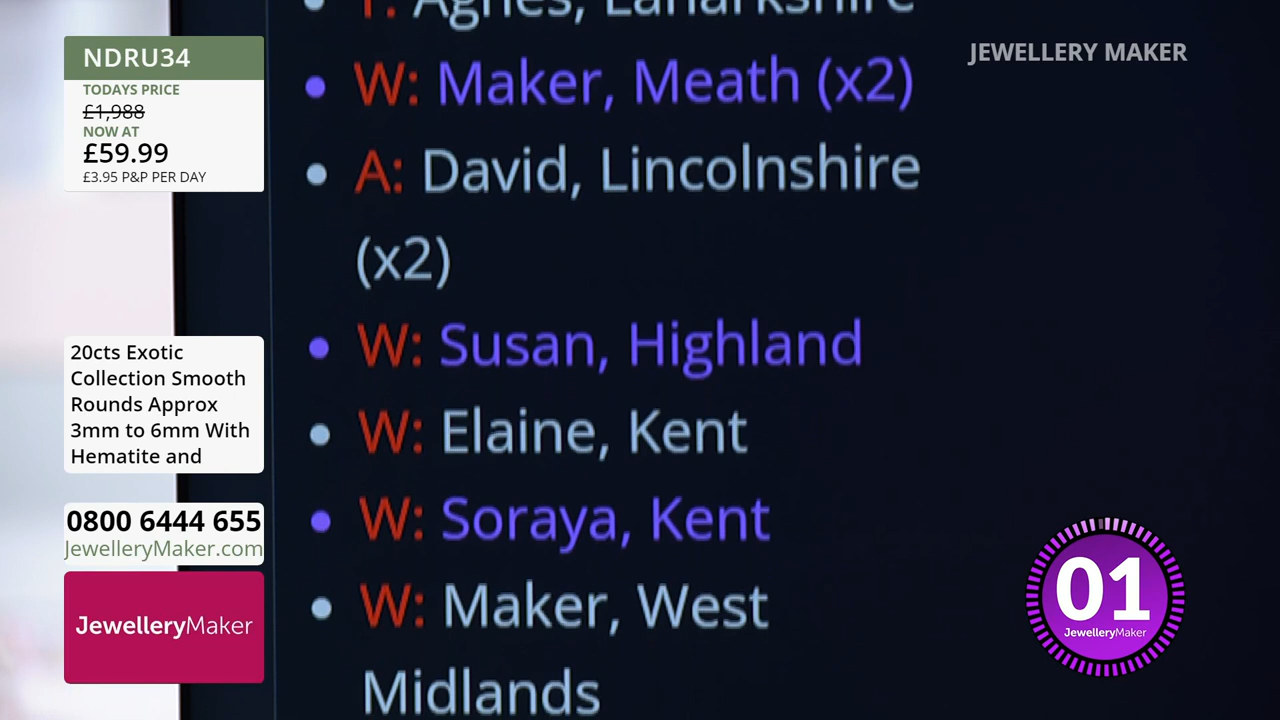 NDRU34
TODAYS PRICE
£1,988
NOW AT
£59.99
£3.95 P&P PER DAY
20cts Exotic
Collection Smooth
Rounds Approx
3mm to 6mm With
Hematite and
0800 6444 655
JewelleryMaker.com
JewelleryMaker
T: Agnes, Lanarkshire
W: Maker, Meath (x2)
A: David, Lincolnshire
(x2)
W: Susan, Highland
W: Elaine, Kent
W: Soraya, Kent
W: Maker, West
Midlands
JEWELLERY MAKER
01
JewelleryMaker